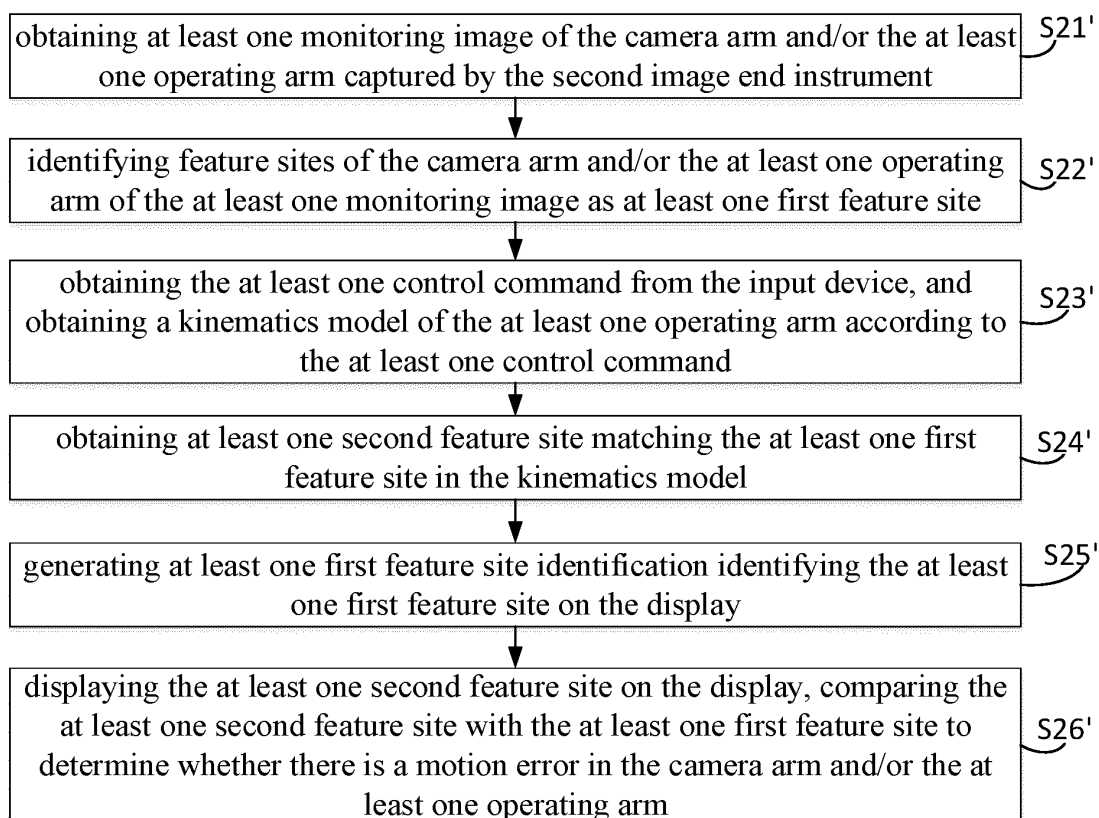 obtaining at least one monitoring image of the camera arm and/or the at least
one operating arm captured by the second image end instrument
S21'
identifying feature sites of the camera arm and/or the at least one operating
arm of the at least one monitoring image as at least one first feature site
S22'
obtaining the at least one control command from the input device, and
obtaining a kinematics model of the at least one operating arm according to
the at least one control command
S23'
obtaining at least one second feature site matching the at least one first
feature site in the kinematics model
S24'
generating at least one first feature site identification identifying the at least
one first feature site on the display
S25'
displaying the at least one second feature site on the display, comparing the
at least one second feature site with the at least one first feature site to
determine whether there is a motion error in the camera arm and/or the at
least one operating arm
S26'